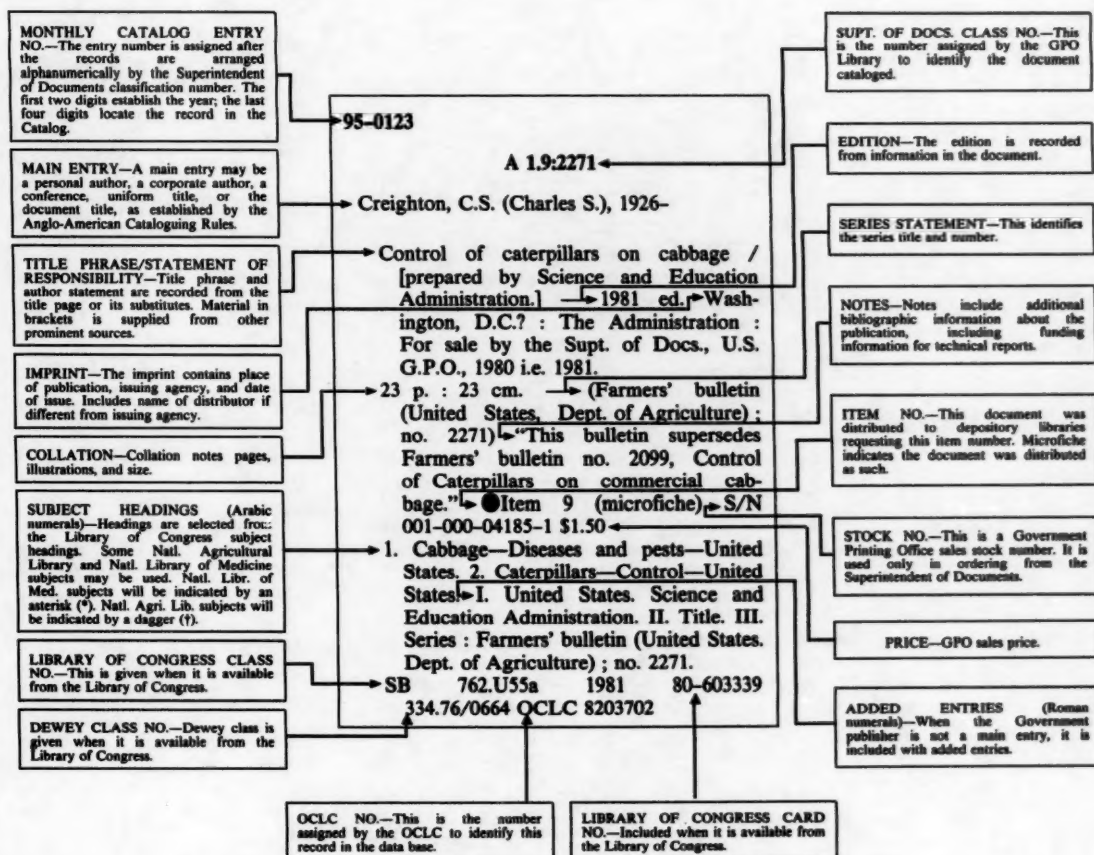 MONTHLY CATALOG ENTRY
NO.—The entry number is assigned after
the records are arranged
alphanumerically by the Superintendent
of Documents classification number. The
first two digits establish the year; the last
four digits locate the record in the
Catalog.
MAIN ENTRY—A main entry may be
a personal author, a corporate author, a
conference, uniform title, or the
document title, as established by the
Anglo-American Cataloguing Rules.
TITLE PHRASE/STATEMENT OF
RESPONSIBILITY—Title phrase and
author statement are recorded from the
title page or its substitutes. Material in
brackets is supplied from other
prominent sources.
IMPRINT—The imprint contains place
of publication, issuing agency, and date
of issue. Includes name of distributor if
different from issuing agency.
COLLATION—Collation notes pages,
illustrations, and size.
SUBJECT HEADINGS (Arabic
numerals)—Headings are selected from
the Library of Congress subject
headings. Some Natl. Agricultural
Library and Natl. Library of Medicine
subjects may be used. Natl. Libr. of
Med. subjects will be indicated by an
asterisk (*). Natl. Agri. Lib. subjects will
be indicated by a dagger (†).
LIBRARY OF CONGRESS CLASS
NO.—This is given when it is available
from the Library of Congress.
DEWEY CLASS NO.—Dewey class is
given when it is available from the
Library of Congress.
95-0123
A 1.9:2271
Creighton, C.S. (Charles S.), 1926–
Control of caterpillars on cabbage /
[prepared by Science and Education
Administration.] 1981 ed. Wash-
ington, D.C.? : The Administration :
For sale by the Supt. of Docs., U.S.
G.P.O., 1980 i.e. 1981.
23 p. : 23 cm. (Farmers' bulletin
(United States, Dept. of Agriculture) ;
no. 2271) "This bulletin supersedes
Farmers' bulletin no. 2099, Control
of Caterpillars on commercial cab-
bage." ●Item 9 (microfiche) S/N
001-000-04185-1 $1.50
1. Cabbage—Diseases and pests—United
States. 2. Caterpillars—Control—United
States. I. United States. Science and
Education Administration. II. Title. III.
Series : Farmers' bulletin (United States.
Dept. of Agriculture) ; no. 2271.
SB 762.U55a 1981 80-603339
334.76/0664 OCLC 8203702
SUPT. OF DOCS. CLASS NO.—This
is the number assigned by the GPO
Library to identify the document
cataloged.
EDITION—The edition is recorded
from information in the document.
SERIES STATEMENT—This identifies
the series title and number.
NOTES—Notes include additional
bibliographic information about the
publication, including funding
information for technical reports.
ITEM NO.—This document was
distributed to depository libraries
requesting this item number. Microfiche
indicates the document was distributed
as such.
STOCK NO.—This is a Government
Printing Office sales stock number. It is
used only in ordering from the
Superintendent of Documents.
PRICE—GPO sales price.
ADDED ENTRIES (Roman
numerals)—When the Government
publisher is not a main entry, it is
included with added entries.
OCLC NO.—This is the number
assigned by the OCLC to identify this
record in the data base.
LIBRARY OF CONGRESS CARD
NO.—Included when it is available from
the Library of Congress.